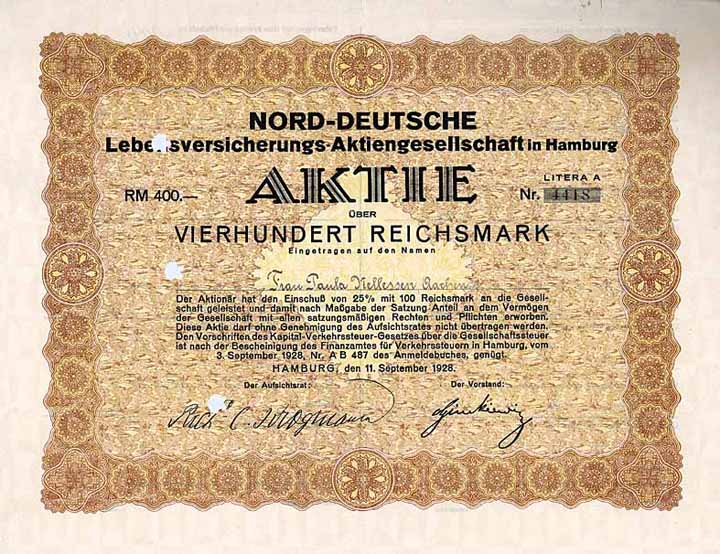 NORD-DEUTSCHE
Lebensversicherungs-Aktiengesellschaft in Hamburg
LITERA A
RM 400.— AKTIE Nr. 4418
ÜBER
VIERHUNDERT REICHSMARK
Eingetragen auf den Namen
Frau Paula Nellessen Aachen
Der Aktionär hat den Einschuß von 25% mit 100 Reichsmark an die Gesell-
schaft geleistet und damit nach Maßgabe der Satzung Anteil an dem Vermögen
der Gesellschaft mit allen satzungsmäßigen Rechten und Pflichten erworben.
Diese Aktie darf ohne Genehmigung des Aufsichtsrates nicht übertragen werden.
Den Vorschriften des Kapital-Verkehrssteuer-Gesetzes über die Gesellschaftssteuer
ist nach der Bescheinigung des Finanzamtes für Verkehrssteuern in Hamburg, vom
3. September 1928, Nr. A B 487 des Anmeldebuches, genügt.
HAMBURG, den 11. September 1928.
Der Aufsichtsrat: Der Vorstand: